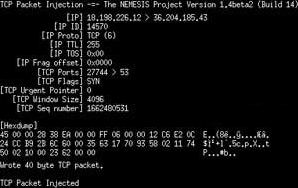 TCP Packet Injection -=- The NEMESIS Project Version 1.4beta2 (Build 14)
[IP] 18.198.226.12 > 36.204.185.43
[IP ID] 14570
[IP Proto] TCP (6)
[IP TTL] 255
[IP TOS] 0x00
[IP Frag offset] 0x0000
[TCP Ports] 27744 > 53
[TCP Flags] SYN
[TCP Urgent Pointer] 0
[TCP Window Size] 4096
[TCP Seq number] 1662480531
[Hexdump]
45 00 00 28 38 EA 00 00 FF 06 00 00 12 C6 E2 0C
24 CC B9 2B 6C 60 00 35 63 17 70 93 58 02 11 74
50 02 10 00 23 62 00 00
Wrote 40 byte TCP packet.
TCP Packet Injected